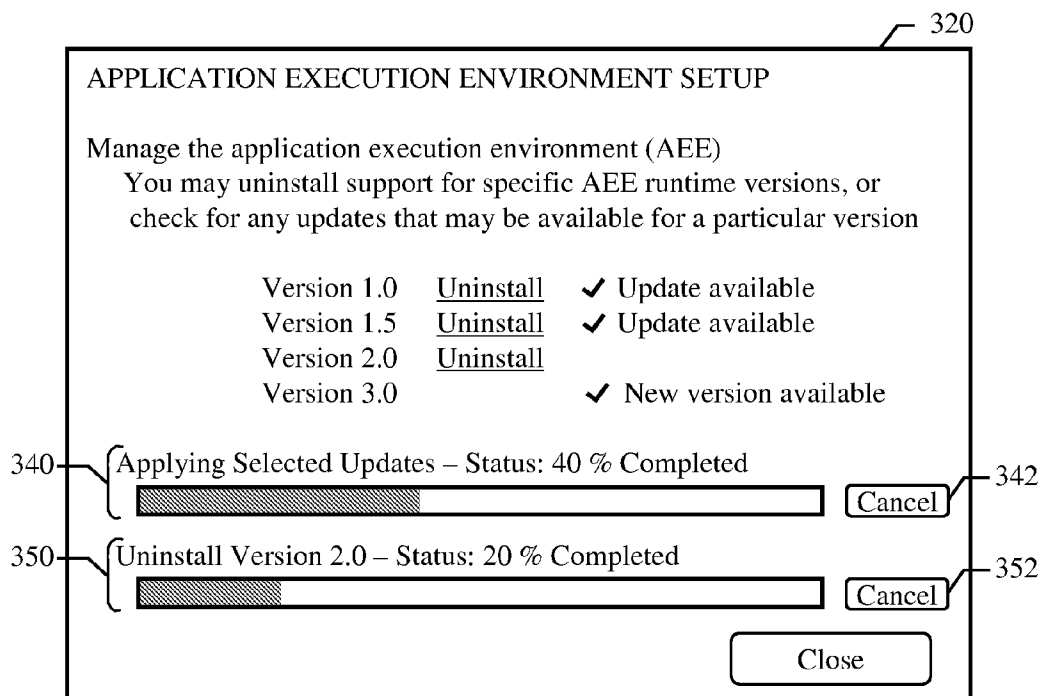 320
APPLICATION EXECUTION ENVIRONMENT SETUP
Manage the application execution environment (AEE)
You may uninstall support for specific AEE runtime versions, or
check for any updates that may be available for a particular version
Version 1.0 Uninstall ✓ Update available
Version 1.5 Uninstall ✓ Update available
Version 2.0 Uninstall
Version 3.0 ✓ New version available
340 Applying Selected Updates – Status: 40 % Completed
Cancel 342
350 Uninstall Version 2.0 – Status: 20 % Completed
Cancel 352
Close